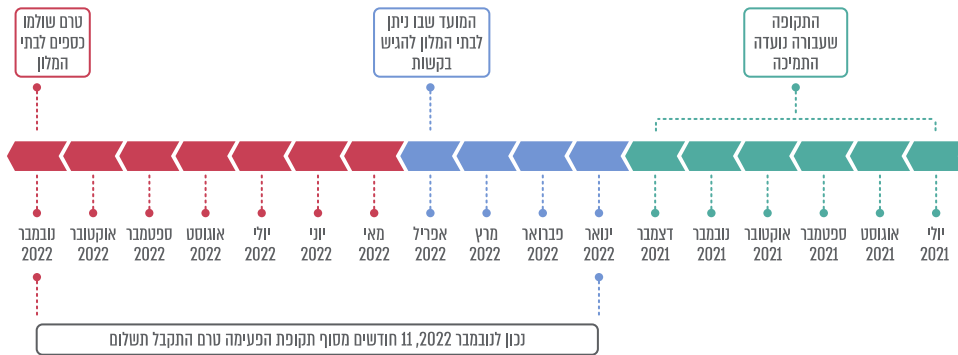 התקופה
שעבורה נועדה
התמיכה
המועד שבו ניתן
לבתי המלון להגיש
בקשות
טרם שולמו
כספים לבתי
המלון
יולי
2021
אוגוסט
2021
ספטמבר
2021
אוקטובר
2021
נובמבר
2021
דצמבר
2021
ינואר
2022
פברואר
2022
מרץ
2022
אפריל
2022
מאי
2022
יוני
2022
יולי
2022
אוגוסט
2022
ספטמבר
2022
אוקטובר
2022
נובמבר
2022
נכון לנובמבר 2022, 11 חודשים מסוף תקופת הפעימה טרם התקבל תשלום